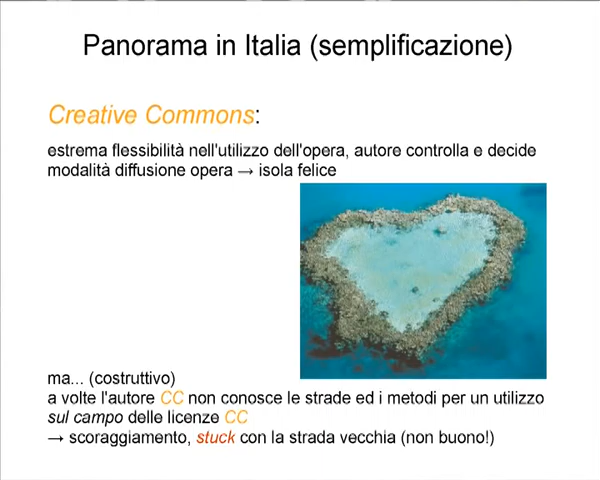 Panorama in Italia (semplificazione)
Creative Commons:
estrema flessibilità nell'utilizzo dell'opera, autore controlla e decide
modalità diffusione opera → isola felice
ma... (costruttivo)
a volte l'autore CC non conosce le strade ed i metodi per un utilizzo
sul campo delle licenze CC
→ scoraggiamento, stuck con la strada vecchia (non buono!)